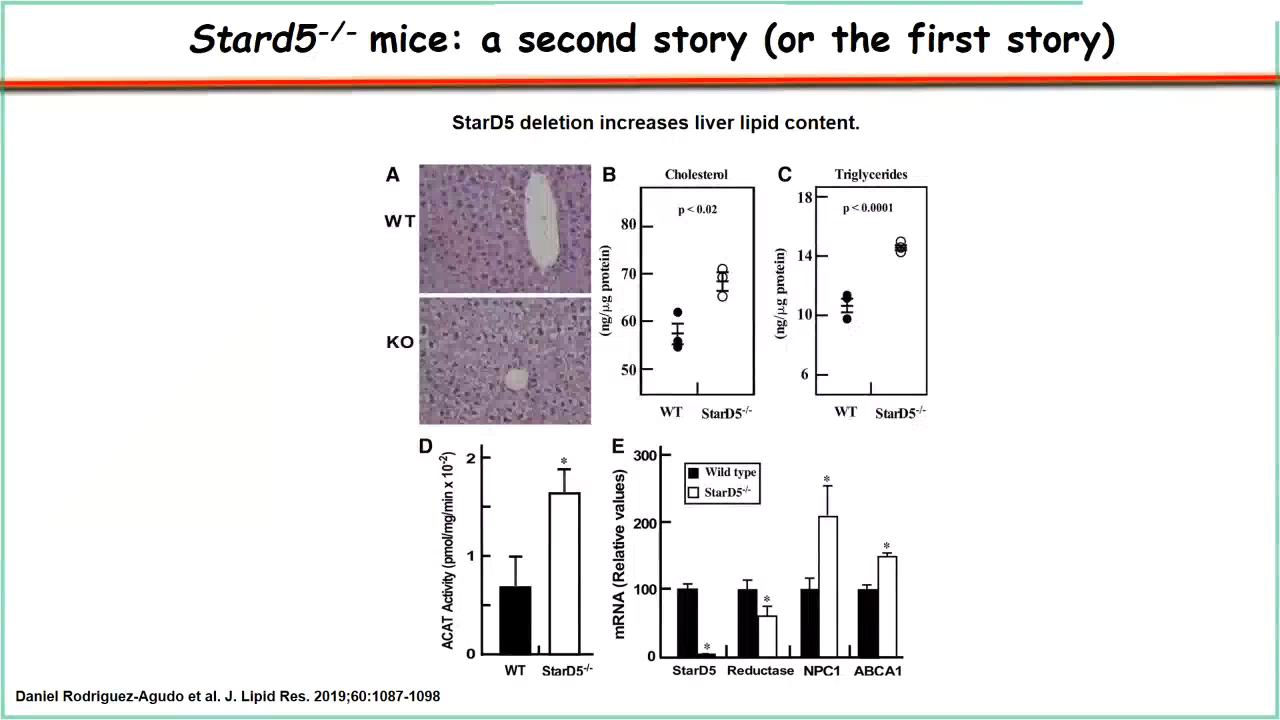 Stard5-/- mice: a second story (or the first story)
StarD5 deletion increases liver lipid content.
A
WT
KO
B
Cholesterol
p < 0.02
(ng/µg protein)
80
70
60
50
WT StarD5-/-
C
Triglycerides
p < 0.0001
(ng/µg protein)
18
14
10
6
WT StarD5-/-
D
ACAT Activity (pmol/mg/min x 10-2)
2
1
0
*
WT StarD5-/-
E
mRNA (Relative values)
300
200
100
0
Wild type
StarD5-/-
*
*
*
*
StarD5 Reductase NPC1 ABCA1
Daniel Rodriguez-Agudo et al. J. Lipid Res. 2019;60:1087-1098